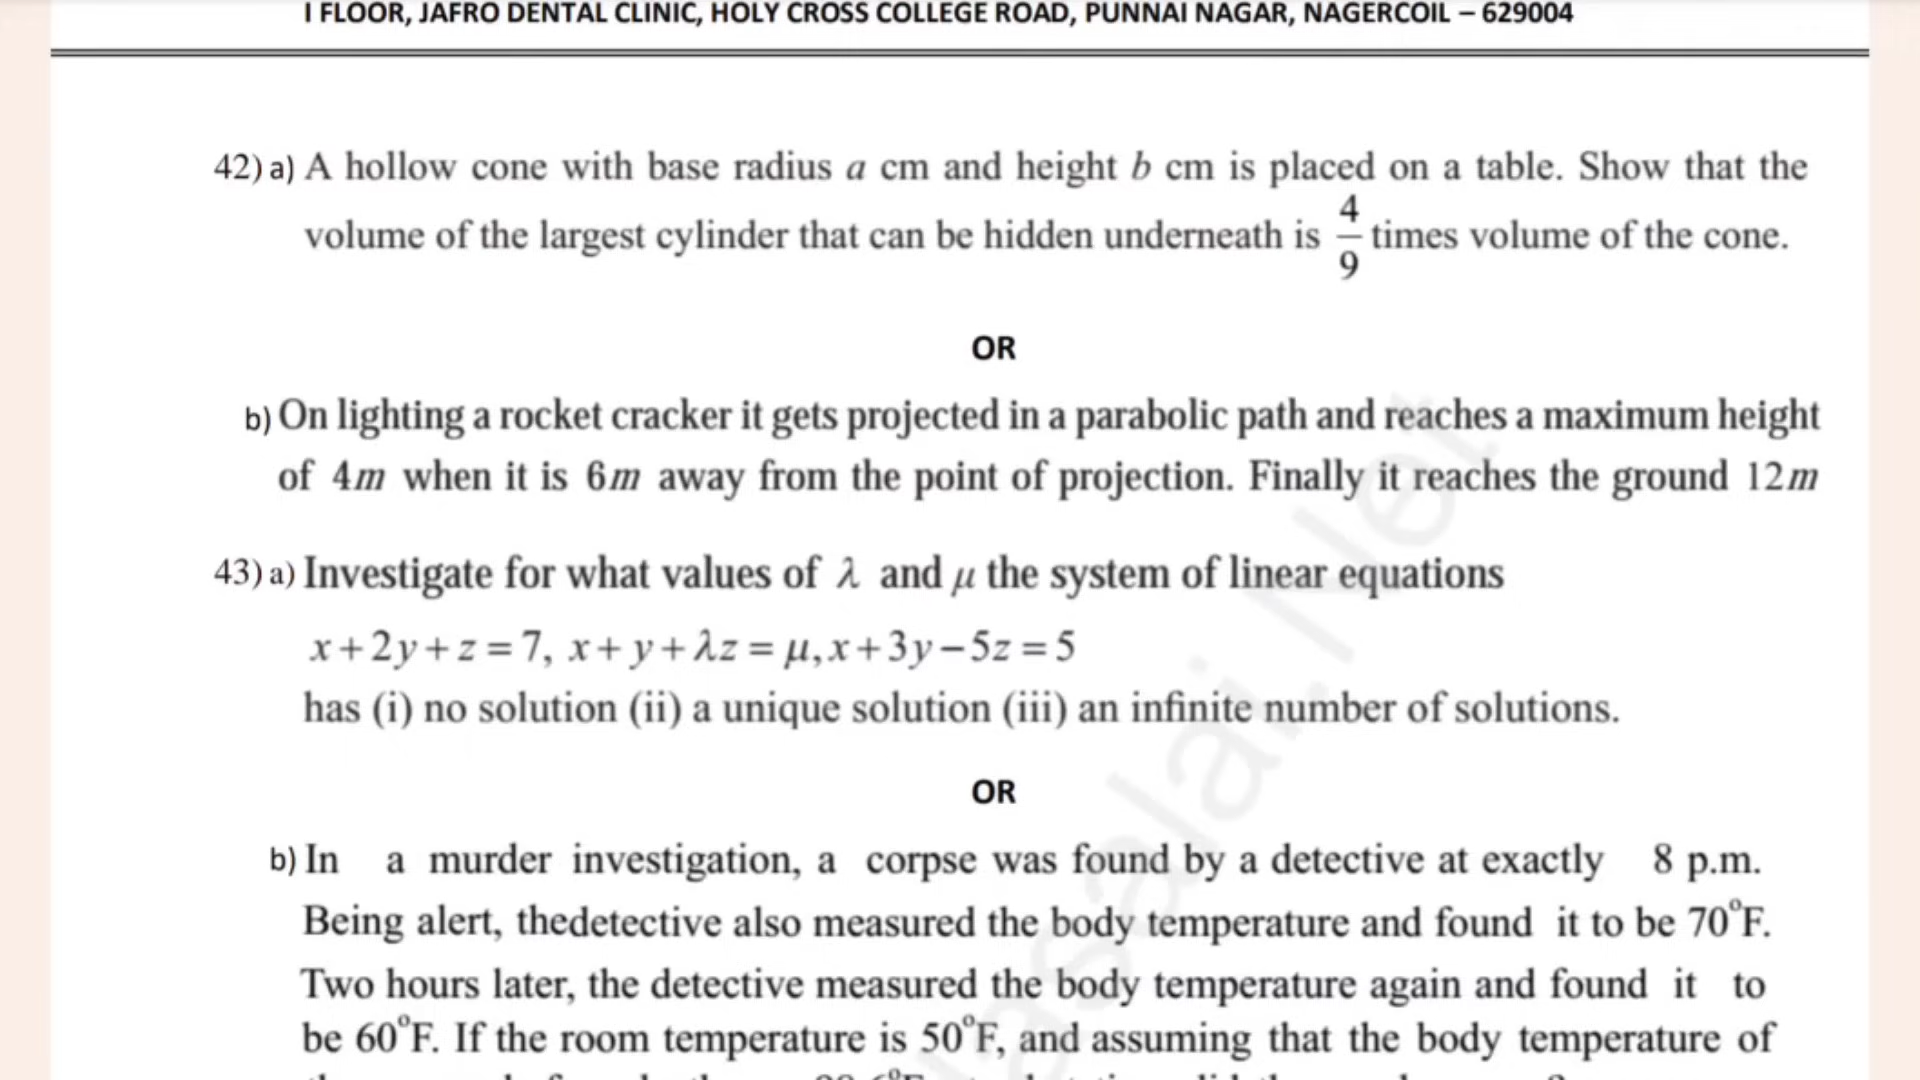 I FLOOR, JAFRO DENTAL CLINIC, HOLY CROSS COLLEGE ROAD, PUNNAI NAGAR, NAGERCOIL – 629004
42) a) A hollow cone with base radius a cm and height b cm is placed on a table. Show that the
volume of the largest cylinder that can be hidden underneath is 4/9 times volume of the cone.
OR
b) On lighting a rocket cracker it gets projected in a parabolic path and reaches a maximum height
of 4m when it is 6m away from the point of projection. Finally it reaches the ground 12m
43) a) Investigate for what values of λ and μ the system of linear equations
x+2y+z=7, x+y+λz=μ, x+3y−5z=5
has (i) no solution (ii) a unique solution (iii) an infinite number of solutions.
OR
b) In a murder investigation, a corpse was found by a detective at exactly 8 p.m.
Being alert, thedetective also measured the body temperature and found it to be 70°F.
Two hours later, the detective measured the body temperature again and found it to
be 60°F. If the room temperature is 50°F, and assuming that the body temperature of